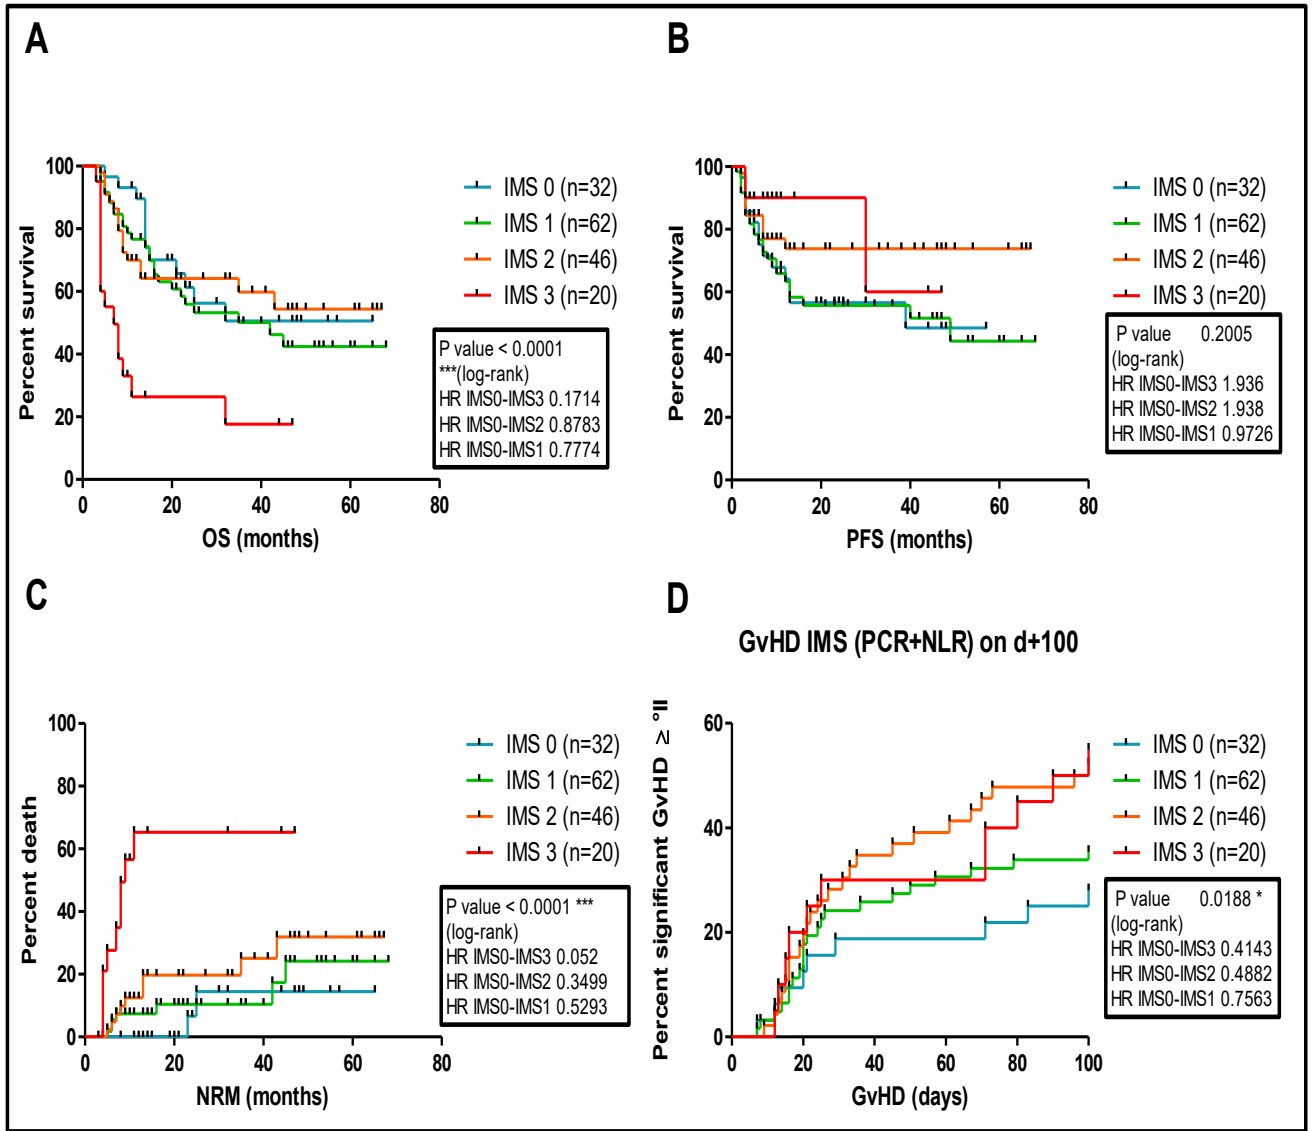 A
100
80
60
40
20
0
Percent survival
0 20 40 60 80
OS (months)
IMS 0 (n=32)
IMS 1 (n=62)
IMS 2 (n=46)
IMS 3 (n=20)
P value < 0.0001
***(log-rank)
HR IMS0-IMS3 0.1714
HR IMS0-IMS2 0.8783
HR IMS0-IMS1 0.7774
B
100
80
60
40
20
0
Percent survival
0 20 40 60 80
PFS (months)
IMS 0 (n=32)
IMS 1 (n=62)
IMS 2 (n=46)
IMS 3 (n=20)
P value 0.2005
(log-rank)
HR IMS0-IMS3 1.936
HR IMS0-IMS2 1.938
HR IMS0-IMS1 0.9726
C
100
80
60
40
20
0
Percent death
0 20 40 60 80
NRM (months)
IMS 0 (n=32)
IMS 1 (n=62)
IMS 2 (n=46)
IMS 3 (n=20)
P value < 0.0001 ***
(log-rank)
HR IMS0-IMS3 0.052
HR IMS0-IMS2 0.3499
HR IMS0-IMS1 0.5293
D
GvHD IMS (PCR+NLR) on d+100
60
40
20
0
Percent significant GvHD ≥ °II
0 20 40 60 80 100
GvHD (days)
IMS 0 (n=32)
IMS 1 (n=62)
IMS 2 (n=46)
IMS 3 (n=20)
P value 0.0188 *
(log-rank)
HR IMS0-IMS3 0.4143
HR IMS0-IMS2 0.4882
HR IMS0-IMS1 0.7563